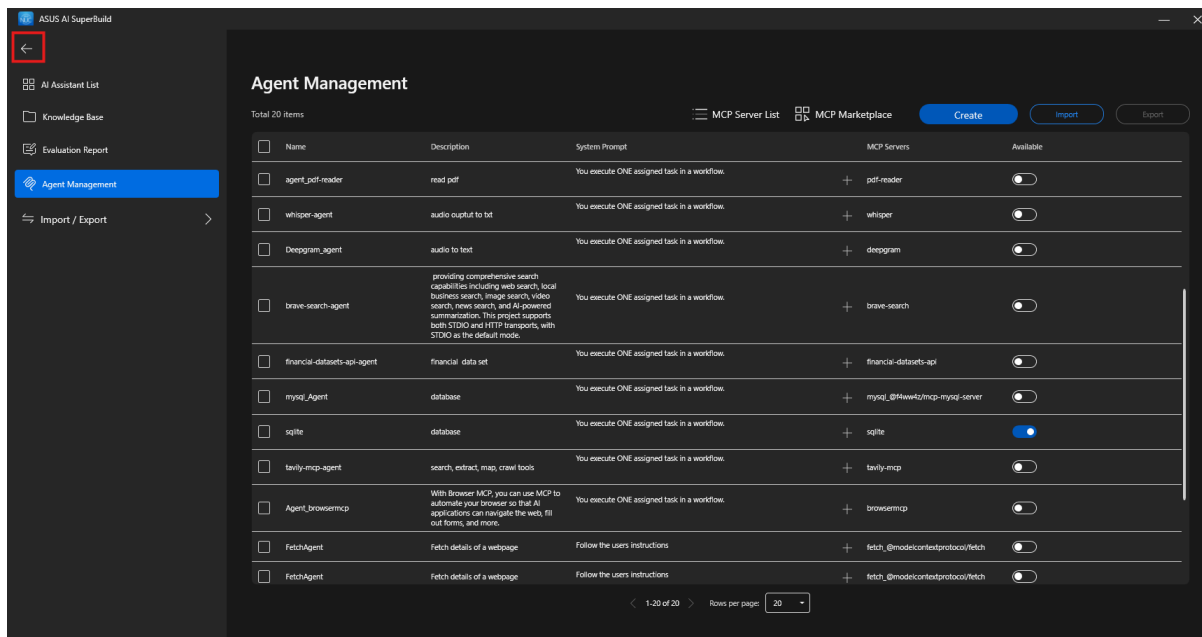 ASUS AI SuperBuild
AI Assistant List
Knowledge Base
Evaluation Report
Agent Management
Import / Export
Agent Management
Total 20 items
MCP Server List
MCP Marketplace
Create
Import
Export
Name Description System Prompt MCP Servers Available
agent_pdf-reader read pdf You execute ONE assigned task in a workflow. pdf-reader
whisper-agent audio ouptut to txt You execute ONE assigned task in a workflow. whisper
Deepgram_agent audio to text You execute ONE assigned task in a workflow. deepgram
brave-search-agent
providing comprehensive search
capabilities including web search, local
business search, image search, video
search, news search, and AI-powered
summarization. This project supports
both STDIO and HTTP transports, with
STDIO as the default mode.
You execute ONE assigned task in a workflow.
brave-search
financial-datasets-api-agent financial data set You execute ONE assigned task in a workflow. financial-datasets-api
mysql_Agent database You execute ONE assigned task in a workflow. mysql_@f4ww4z/mcp-mysql-server
sqlite database You execute ONE assigned task in a workflow. sqlite
tavily-mcp-agent search, extract, map, crawl tools You execute ONE assigned task in a workflow. tavily-mcp
Agent_browsermcp
With Browser MCP, you can use MCP to
automate your browser so that AI
applications can navigate the web, fill
out forms, and more.
You execute ONE assigned task in a workflow.
browsermcp
FetchAgent Fetch details of a webpage Follow the users instructions fetch_@modelcontextprotocol/fetch
FetchAgent Fetch details of a webpage Follow the users instructions fetch_@modelcontextprotocol/fetch
1-20 of 20 Rows per page: 20